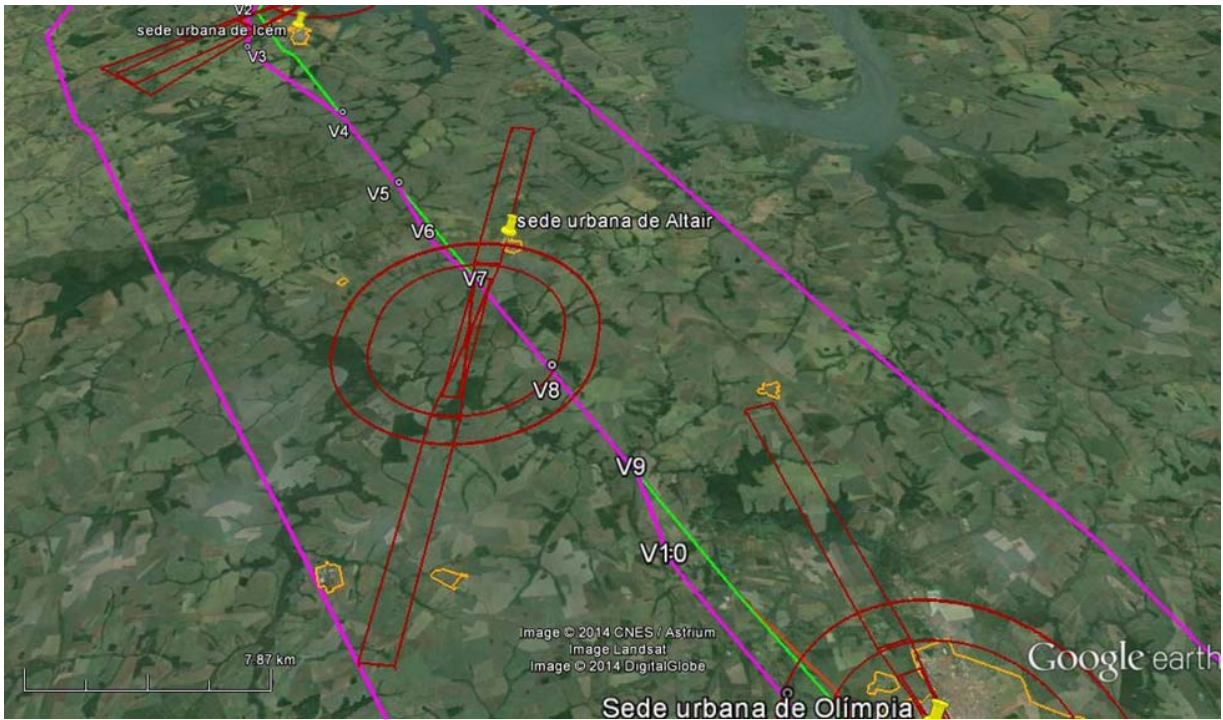 V2
sede urbana de Icém
V3
V4
V5
sede urbana de Altair
V6
V7
V8
V9
V10
Image © 2014 CNES / Astrium
Image Landsat
Image © 2014 DigitalGlobe
7.87 km
Google earth
Sede urbana de Olímpia